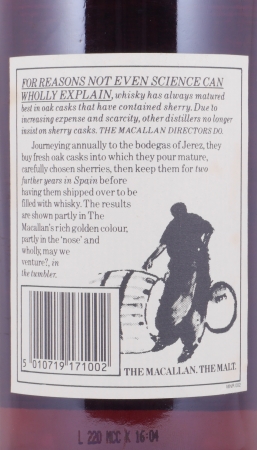 FOR REASONS NOT EVEN SCIENCE CAN
WHOLLY EXPLAIN, whisky has always matured
best in oak casks that have contained sherry. Due to
increasing expense and scarcity, other distillers no longer
insist on sherry casks. THE MACALLAN DIRECTORS DO.
Journeying annually to the bodegas of Jerez, they
buy fresh oak casks into which they pour mature,
carefully chosen sherries, then keep them for two
further years in Spain before
having them shipped over to be
filled with whisky. The results
are shown partly in The
Macallan's rich golden colour,
partly in the 'nose' and
wholly, may we
venture?, in
the tumbler.
5 010719 171002
THE MACALLAN. THE MALT.
L 220 MCC X 16:04